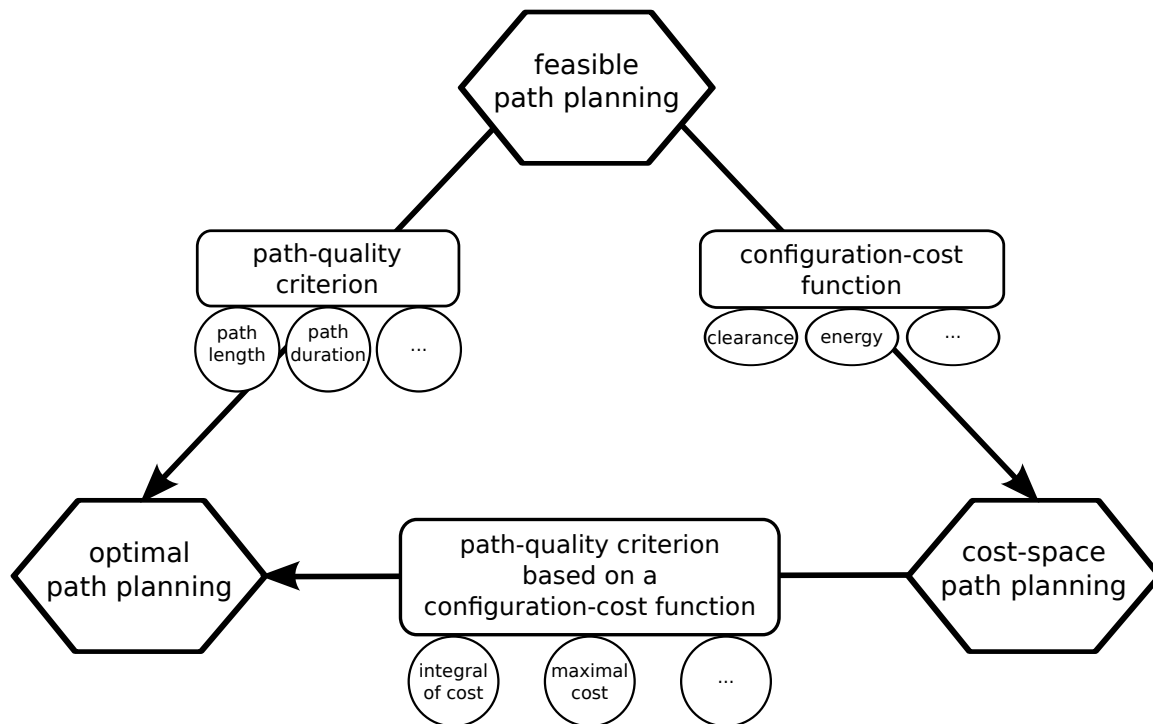 feasible
path planning
path-quality
criterion
path
length
path
duration
...
configuration-cost
function
clearance
energy
...
optimal
path planning
path-quality criterion
based on a
configuration-cost function
integral
of cost
maximal
cost
...
cost-space
path planning